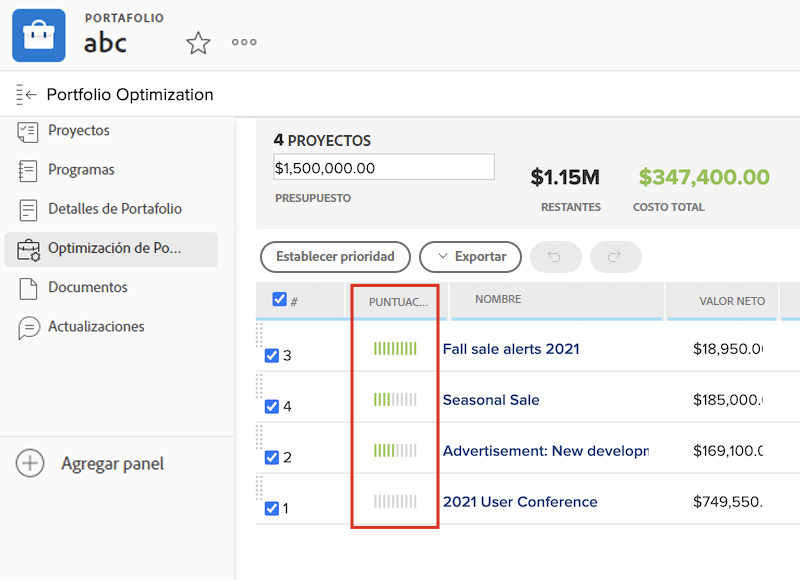 PORTAFOLIO
abc
Portfolio Optimization
Proyectos
Programas
Detalles de Portafolio
Optimización de Po...
Documentos
Actualizaciones
Agregar panel
4 PROYECTOS
$1,500,000.00
PRESUPUESTO
$1.15M
RESTANTES
$347,400.00
COSTO TOTAL
Establecer prioridad
Exportar
# PUNTUAC... NOMBRE VALOR NETO
3 Fall sale alerts 2021 $18,950.0
4 Seasonal Sale $185,000.
2 Advertisement: New developm $169,100.0
1 2021 User Conference $749,550.